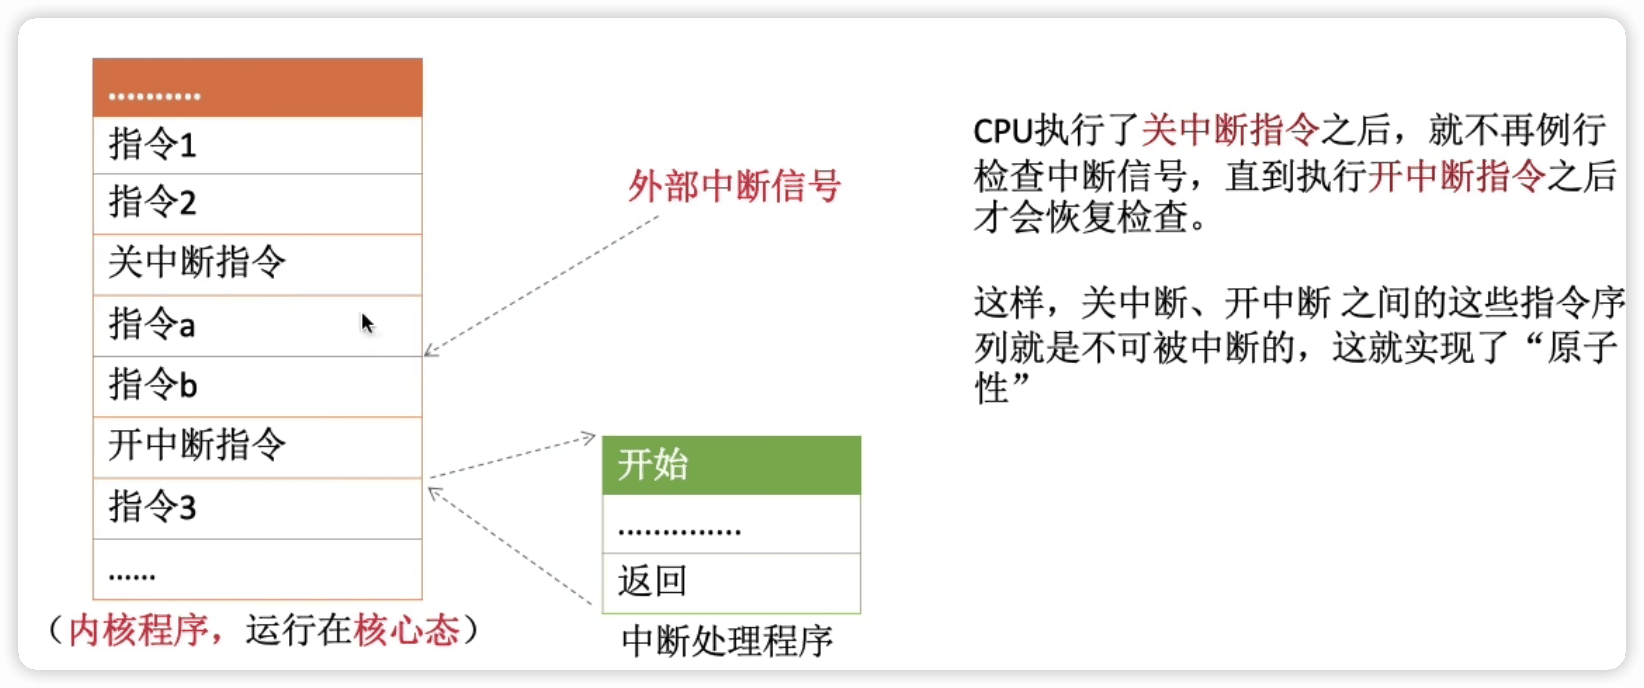 ..........
指令1
指令2
关中断指令
指令a
指令b
开中断指令
指令3
......
（内核程序，运行在核心态）
外部中断信号
开始
..............
返回
中断处理程序
CPU执行了关中断指令之后，就不再例行
检查中断信号，直到执行开中断指令之后
才会恢复检查。
这样，关中断、开中断 之间的这些指令序
列就是不可被中断的，这就实现了“原子
性”